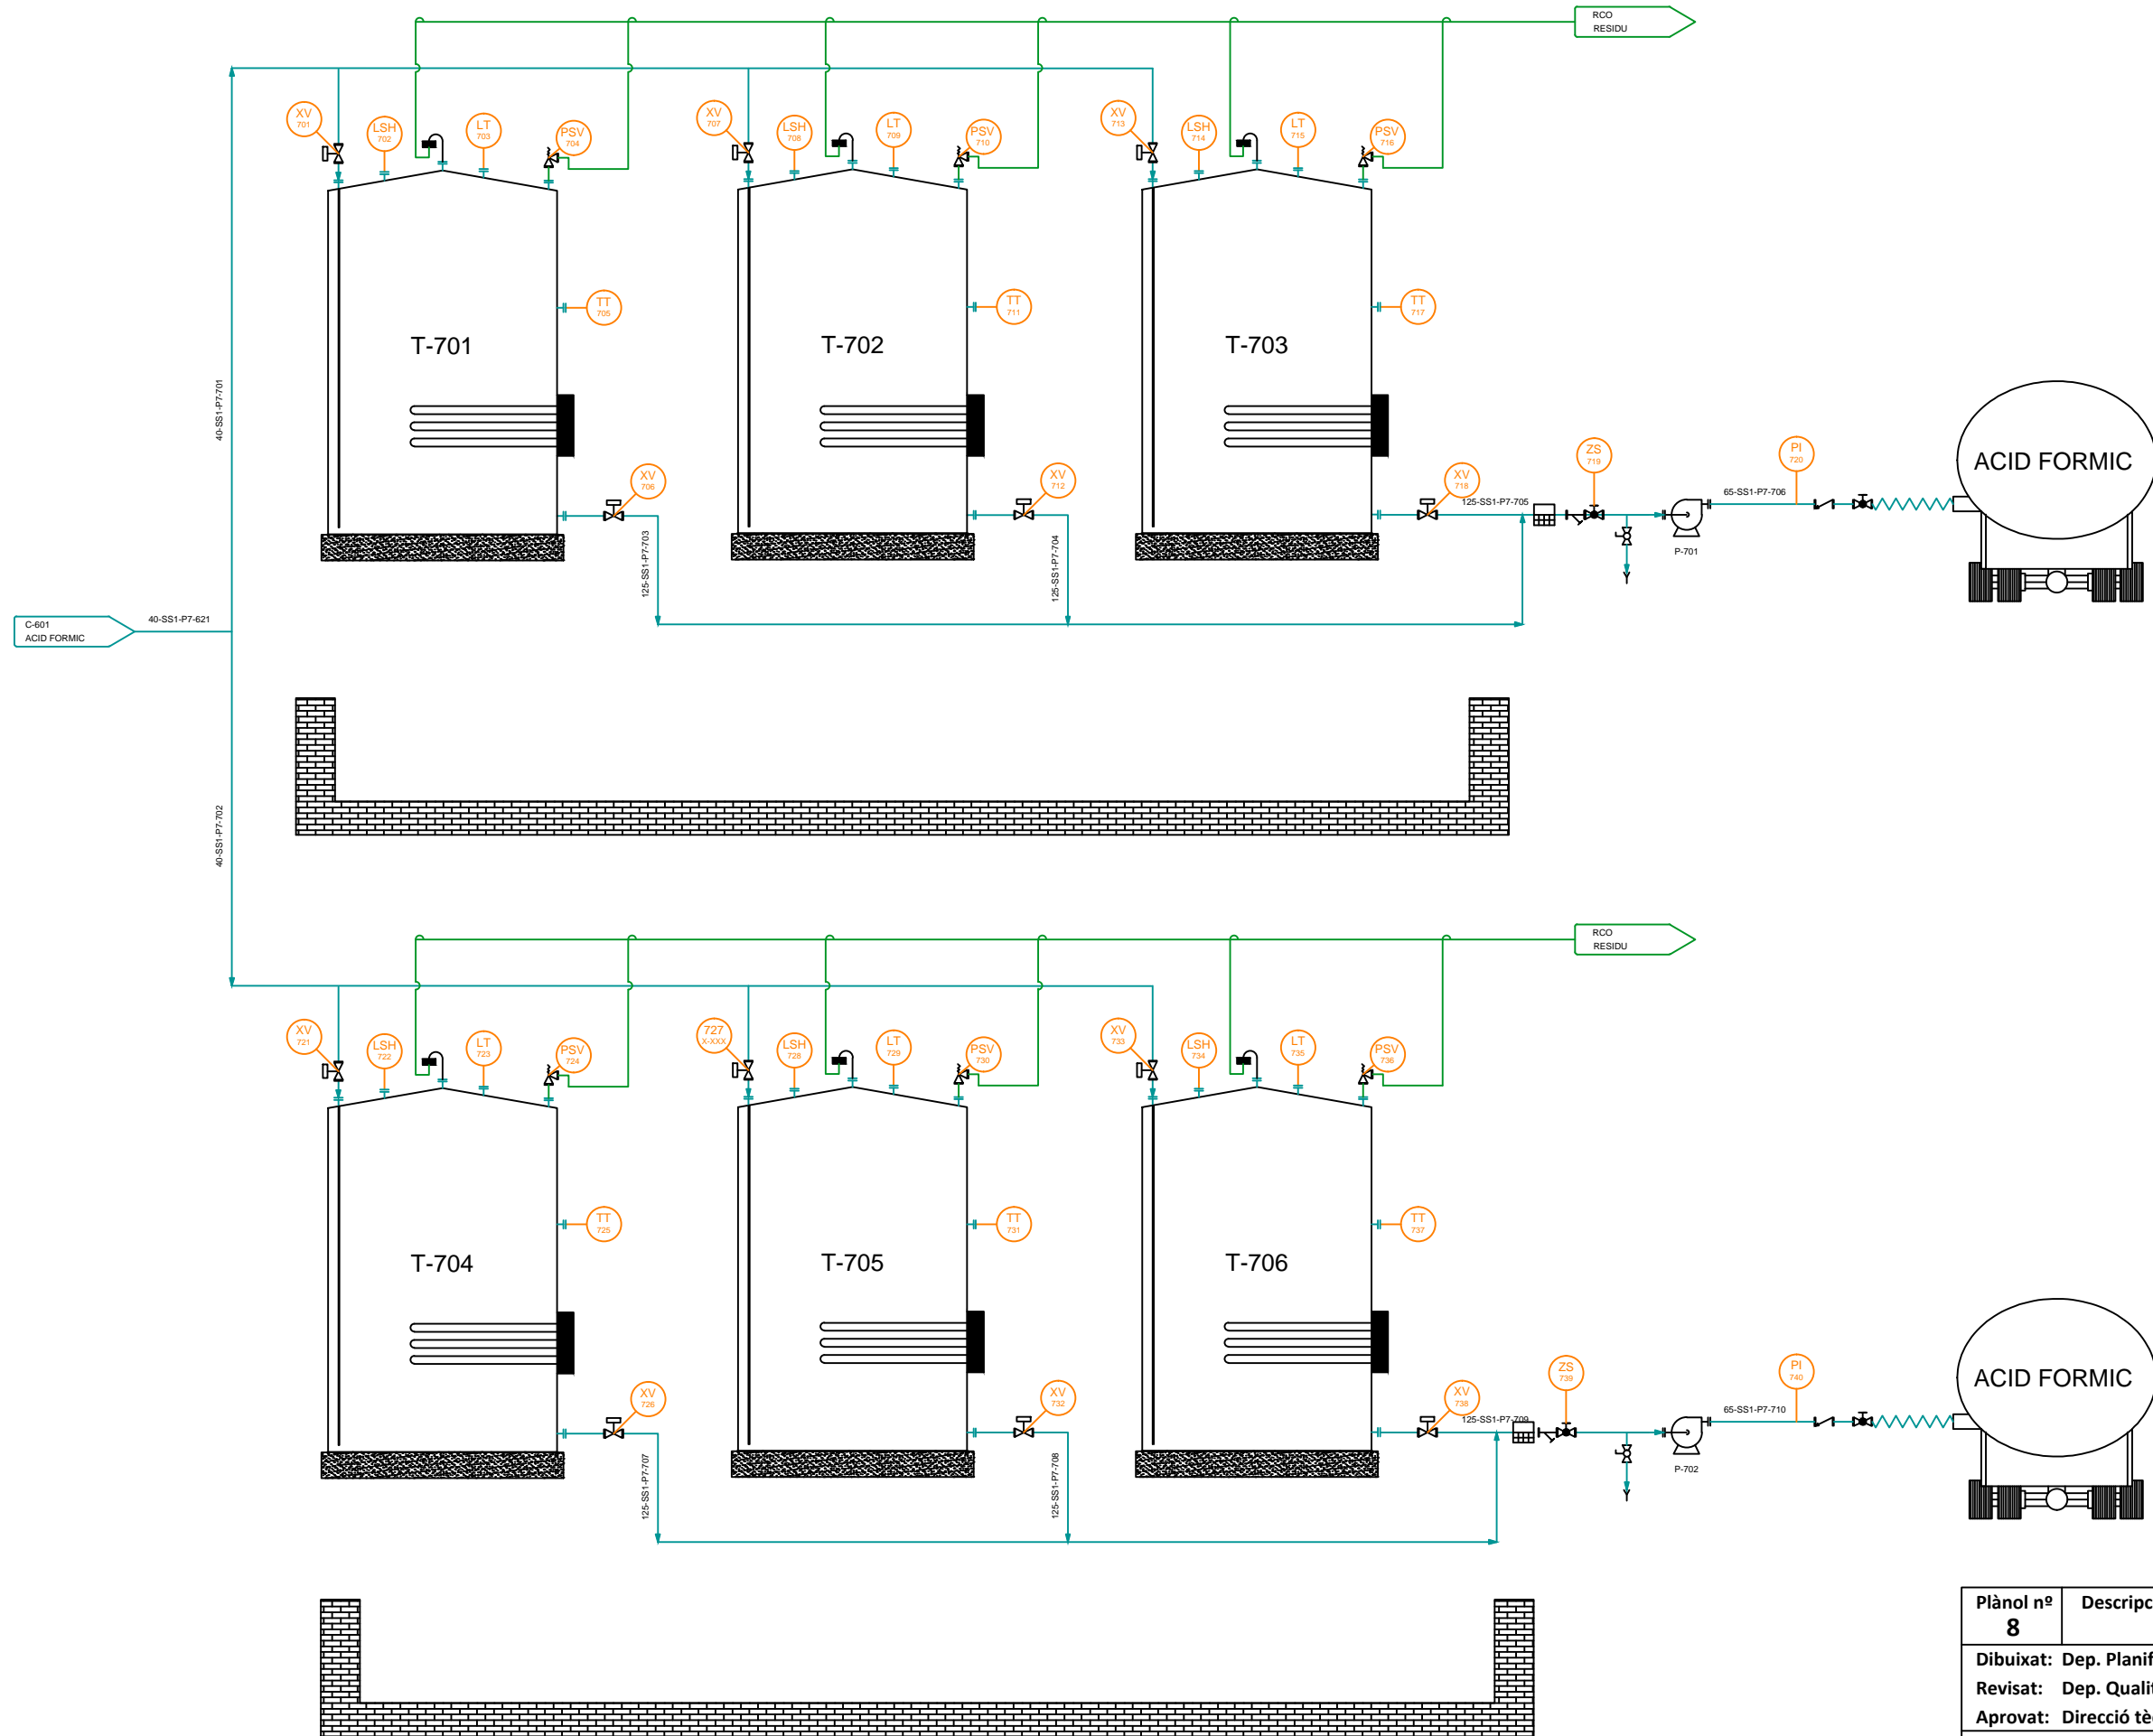 RCO
RESIDU
XV
701
LSH
702
LT
703
PSV
704
XV
707
LSH
708
LT
709
PSV
710
XV
713
LSH
714
LT
715
PSV
716
TT
705
TT
711
TT
717
T-701
T-702
T-703
40-SS1-P7-701
XV
706
XV
712
XV
718
125-SS1-P7-705
ZS
719
PI
720
65-SS1-P7-706
ACID FORMIC
125-SS1-P7-703
125-SS1-P7-704
P-701
C-601
ACID FORMIC
40-SS1-P7-621
40-SS1-P7-702
RCO
RESIDU
XV
721
LSH
722
LT
723
PSV
724
727
X-XXX
LSH
728
LT
729
PSV
730
XV
733
LSH
734
LT
735
PSV
736
TT
725
TT
731
TT
737
T-704
T-705
T-706
XV
726
XV
732
XV
738
125-SS1-P7-709
ZS
739
PI
740
65-SS1-P7-710
ACID FORMIC
125-SS1-P7-707
125-SS1-P7-708
P-702
Plànol nº
8
Descripc
Dibuixat: Dep. Planif
Revisat: Dep. Qualit
Aprovat: Direcció tè